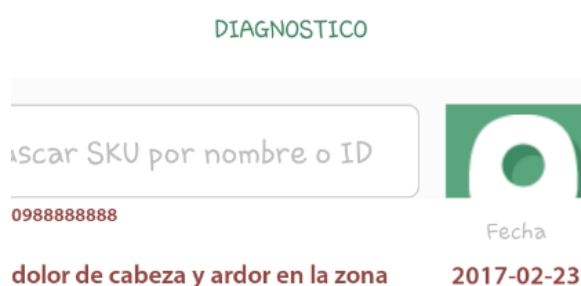 DIAGNOSTICO
scar SKU por nombre o ID
0988888888
Fecha
dolor de cabeza y ardor en la zona
2017-02-23